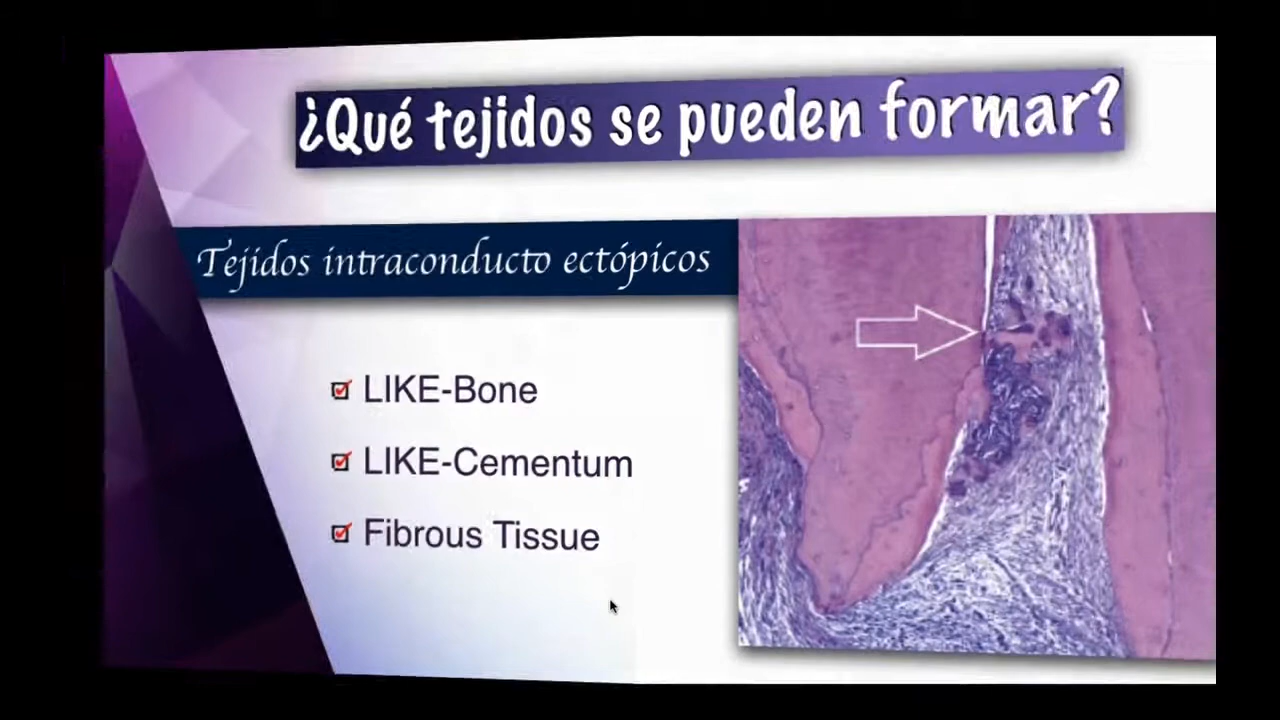 ¿Qué tejidos se pueden formar?
Tejidos intraconducto ectópicos
LIKE-Bone
LIKE-Cementum
Fibrous Tissue